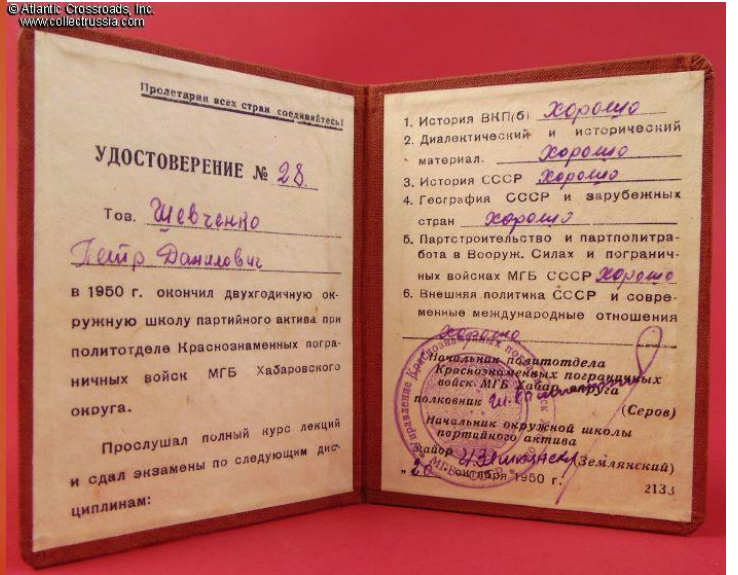 © Atlantic Crossroads, Inc.
www.collectrussia.com
Пролетарии всех стран соединяйтесь!
УДОСТОВЕРЕНИЕ № 28.
Тов. Шевченко
Петр Данилович
в 1950 г. окончил двухгодичную ок-
ружную школу партийного актива при
политотделе Краснознаменных погра-
ничных войск МГБ Хабаровского
округа.
Прослушал полный курс лекций
и сдал экзамены по следующим дис-
циплинам:
1. История ВКП(б) хорошо
2. Диалектический и исторический
материал. хорошо
3. История СССР хорошо
4. География СССР и зарубежных
стран хорошо
5. Партстроительство и партполитра-
бота в Вооруж. Силах и погранич-
ных войсках МГБ СССР хорошо
6. Внешняя политика СССР и совре-
менные международные отношения
хорошо
Начальник политотдела
Краснознаменных пограничных
войск МГБ Хабар. округа
полковник
(Серов)
Начальник окружной школы
партийного актива
майор (Землянский)
"20" октября 1950 г.
2133